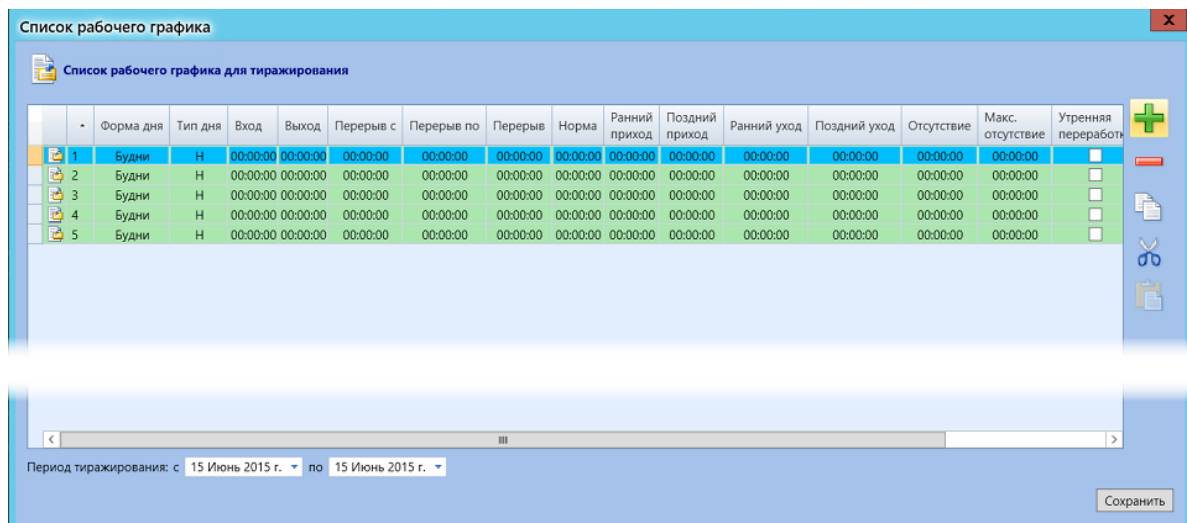 Список рабочего графика
x
Список рабочего графика для тиражирования
Форма дня Тип дня Вход Выход Перерыв с Перерыв по Перерыв Норма Ранний приход Поздний приход Ранний уход Поздний уход Отсутствие Макс. отсутствие Утренняя переработк
1 Будни Н 00:00:00 00:00:00 00:00:00 00:00:00 00:00:00 00:00:00 00:00:00 00:00:00 00:00:00 00:00:00 00:00:00 00:00:00
2 Будни Н 00:00:00 00:00:00 00:00:00 00:00:00 00:00:00 00:00:00 00:00:00 00:00:00 00:00:00 00:00:00 00:00:00 00:00:00
3 Будни Н 00:00:00 00:00:00 00:00:00 00:00:00 00:00:00 00:00:00 00:00:00 00:00:00 00:00:00 00:00:00 00:00:00 00:00:00
4 Будни Н 00:00:00 00:00:00 00:00:00 00:00:00 00:00:00 00:00:00 00:00:00 00:00:00 00:00:00 00:00:00 00:00:00 00:00:00
5 Будни Н 00:00:00 00:00:00 00:00:00 00:00:00 00:00:00 00:00:00 00:00:00 00:00:00 00:00:00 00:00:00 00:00:00 00:00:00
Период тиражирования: с 15 Июнь 2015 г. по 15 Июнь 2015 г.
Сохранить